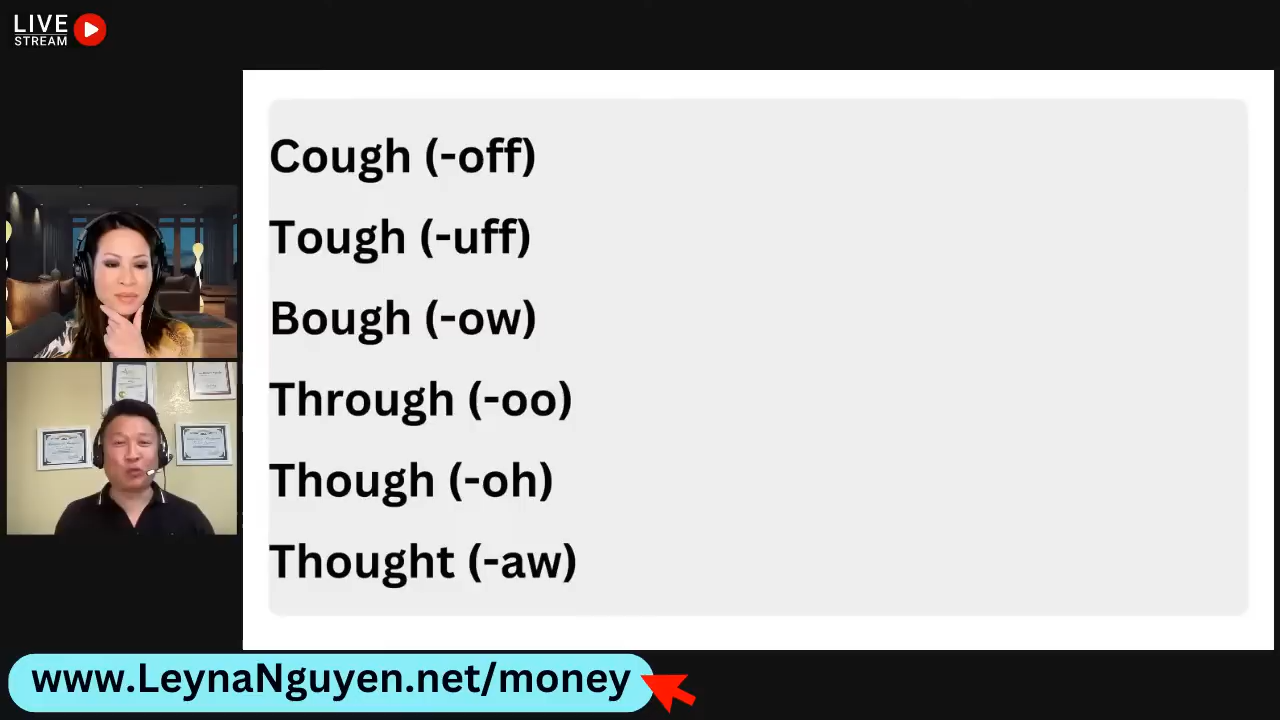 LIVE
STREAM
Cough (-off)
Tough (-uff)
Bough (-ow)
Through (-oo)
Though (-oh)
Thought (-aw)
www.LeynaNguyen.net/money